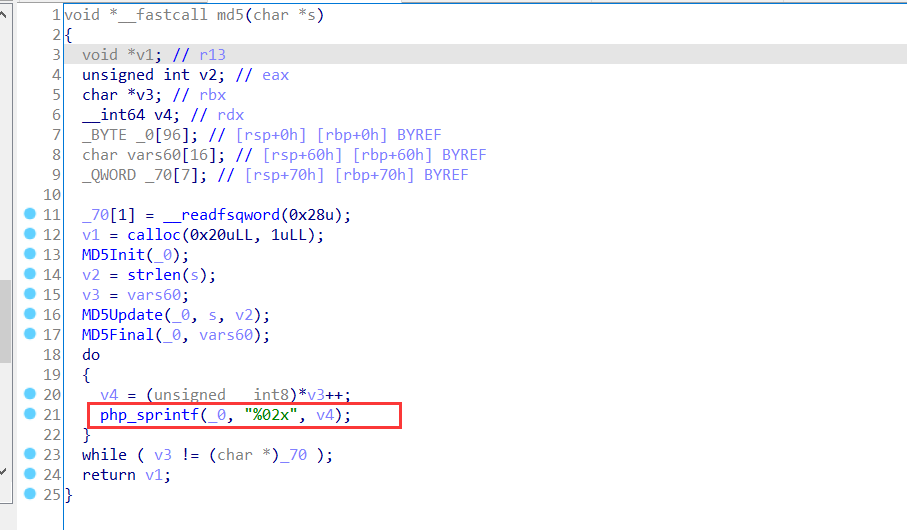 1 void *__fastcall md5(char *s)
2 {
3 void *v1; // r13
4 unsigned int v2; // eax
5 char *v3; // rbx
6 __int64 v4; // rdx
7 _BYTE _0[96]; // [rsp+0h] [rbp+0h] BYREF
8 char vars60[16]; // [rsp+60h] [rbp+60h] BYREF
9 _QWORD _70[7]; // [rsp+70h] [rbp+70h] BYREF
10
11 _70[1] = __readfsqword(0x28u);
12 v1 = calloc(0x20uLL, 1uLL);
13 MD5Init(_0);
14 v2 = strlen(s);
15 v3 = vars60;
16 MD5Update(_0, s, v2);
17 MD5Final(_0, vars60);
18 do
19 {
20 v4 = (unsigned __int8)*v3++;
21 php_sprintf(_0, "%02x", v4);
22 }
23 while ( v3 != (char *)_70 );
24 return v1;
25 }